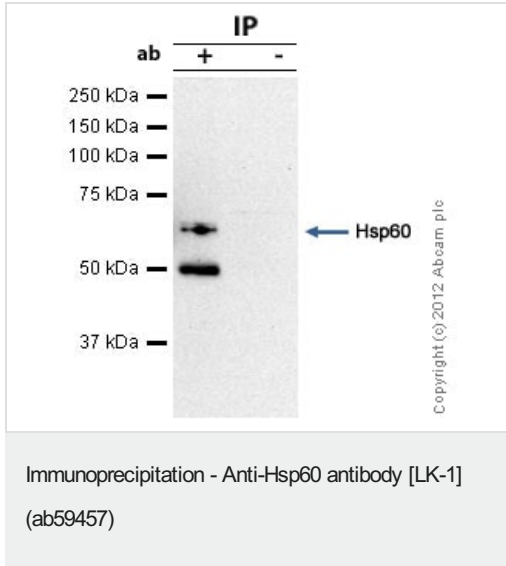 IP
ab + -
250 kDa
150 kDa
100 kDa
75 kDa
Hsp60
50 kDa
37 kDa
Copyright (c) 2012 Abcam plc
Immunoprecipitation - Anti-Hsp60 antibody [LK-1]
(ab59457)